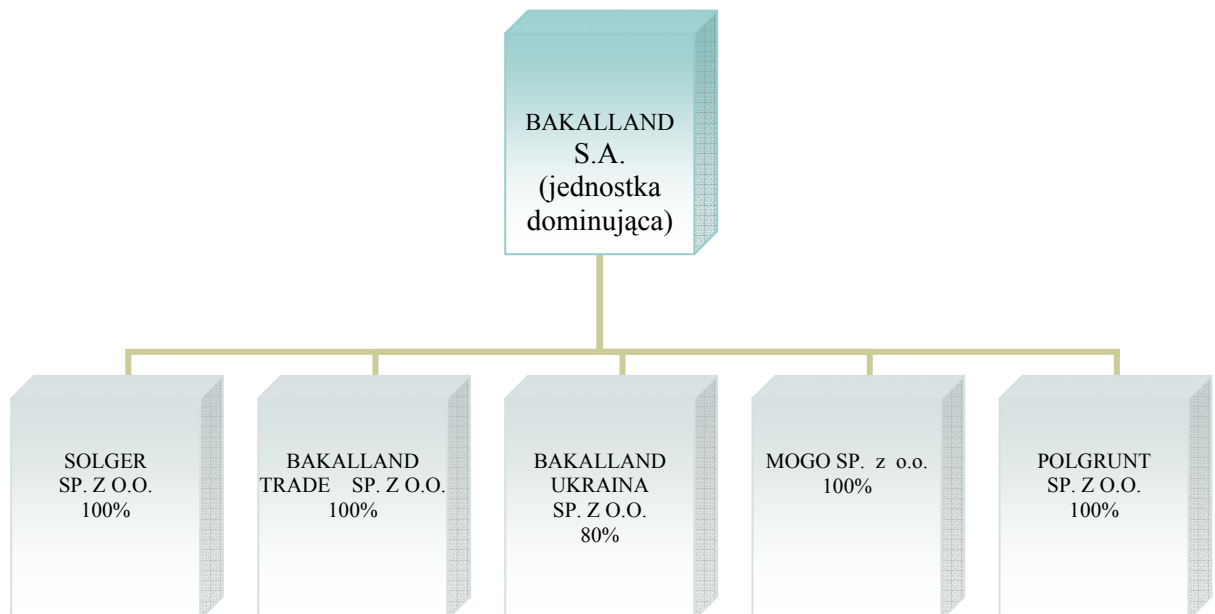 BAKALLAND
S.A.
(jednostka
dominująca)
SOLGER
SP. Z O.O.
100%
BAKALLAND
TRADE SP. Z O.O.
100%
BAKALLAND
UKRAINA
SP. Z O.O.
80%
MOGO SP. z o.o.
100%
POLGRUNT
SP. Z O.O.
100%